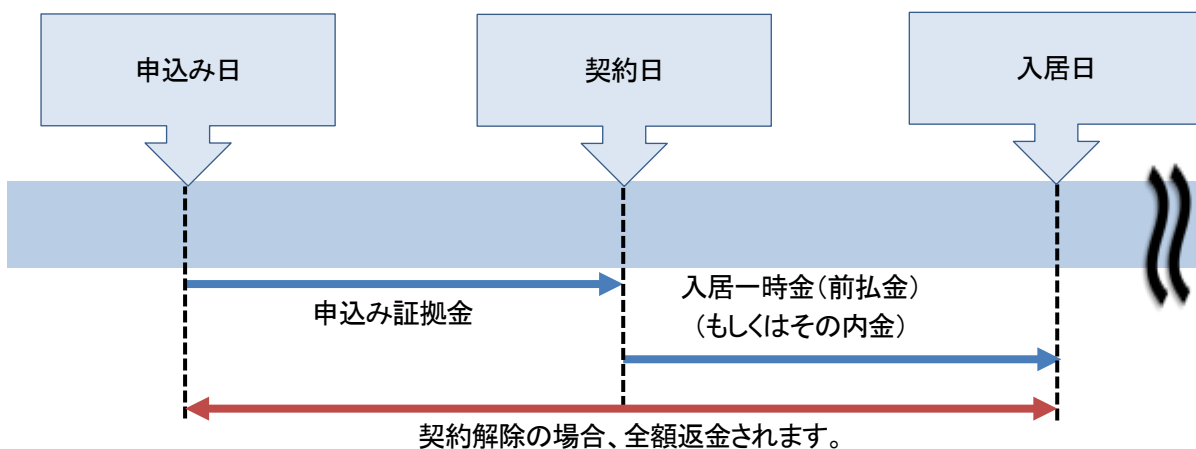 申込み日
契約日
入居日
申込み証拠金
入居一時金（前払金）
（もしくはその内金）
契約解除の場合、全額返金されます。